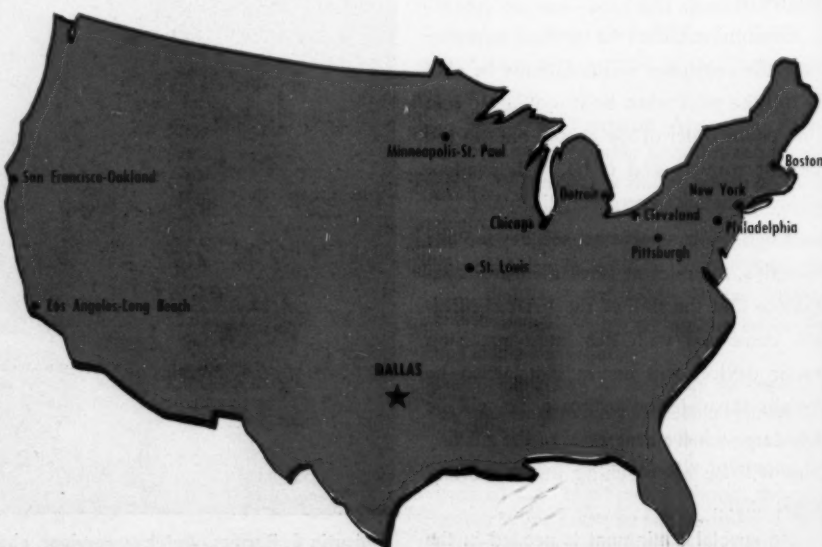 Minneapolis-St. Paul
Boston
San Francisco-Oakland
Detroit
New York
Chicago
Cleveland
Philadelphia
Pittsburgh
St. Louis
Los Angeles-Long Beach
DALLAS